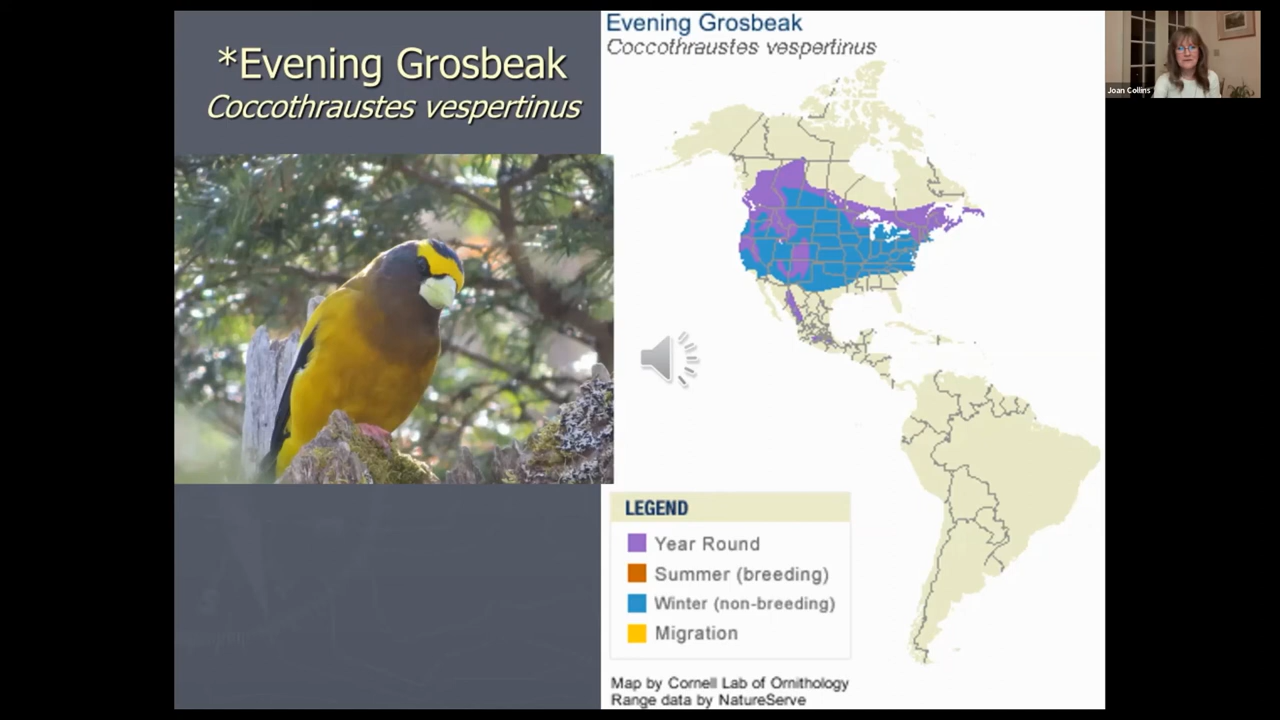 *Evening Grosbeak
Coccothraustes vespertinus
Evening Grosbeak
Coccothraustes vespertinus
LEGEND
Year Round
Summer (breeding)
Winter (non-breeding)
Migration
Map by Cornell Lab of Ornithology
Range data by NatureServe
Joan Collins